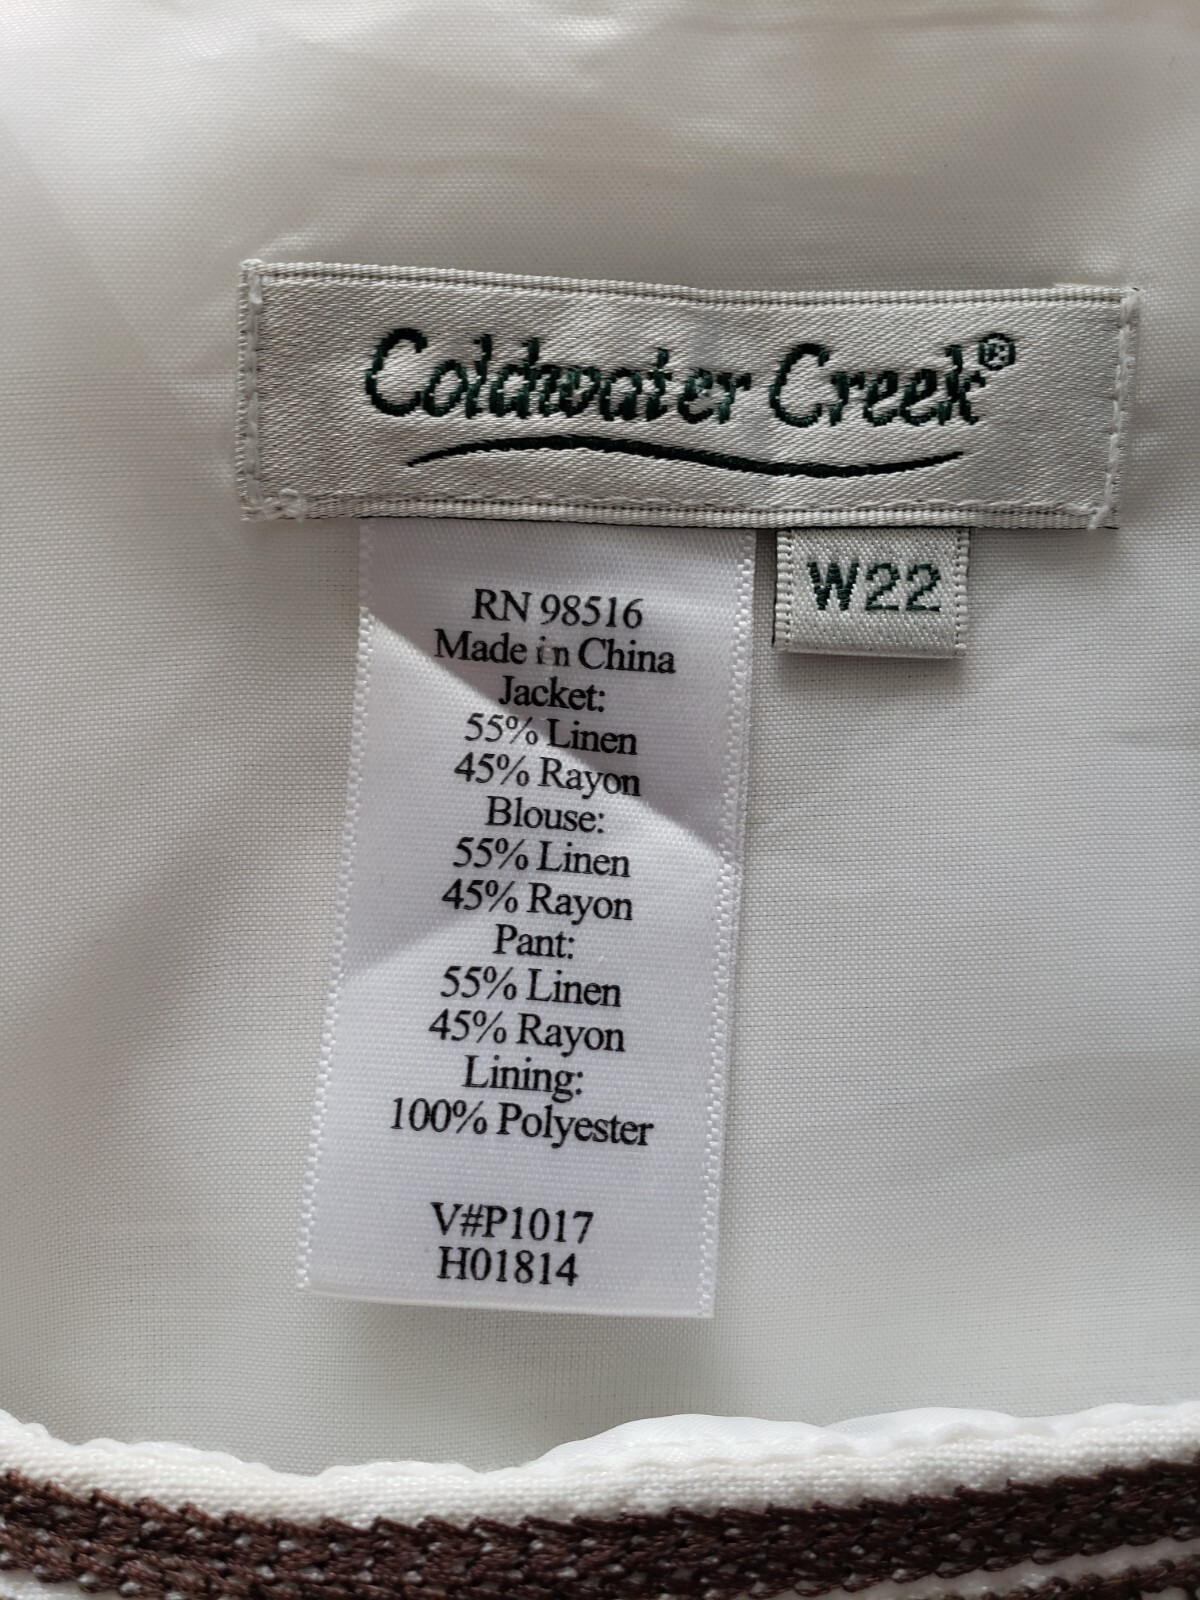 Coldwater Creek®
W22
RN 98516
Made in China
Jacket:
55% Linen
45% Rayon
Blouse:
55% Linen
45% Rayon
Pant:
55% Linen
45% Rayon
Lining:
100% Polyester
V#P1017
H01814